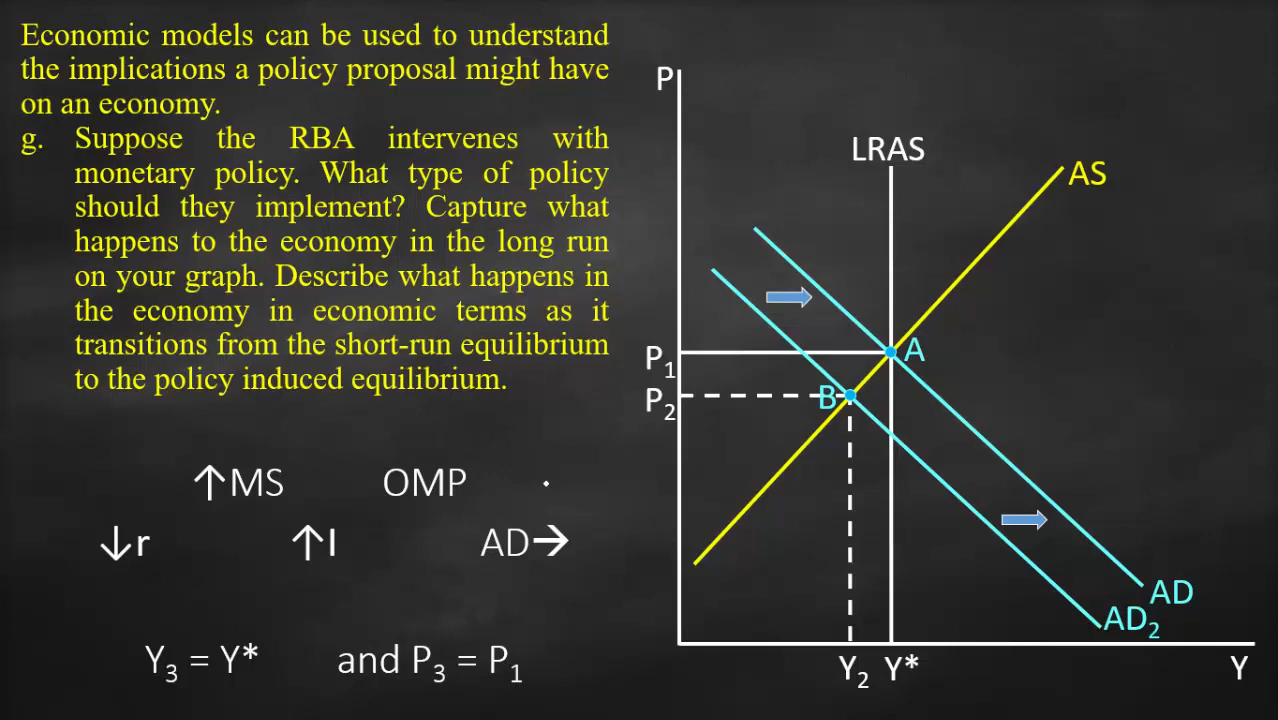 Economic models can be used to understand
the implications a policy proposal might have
on an economy.
g. Suppose the RBA intervenes with
monetary policy. What type of policy
should they implement? Capture what
happens to the economy in the long run
on your graph. Describe what happens in
the economy in economic terms as it
transitions from the short-run equilibrium
to the policy induced equilibrium.
↑MS OMP
↓r ↑I AD→
Y₃ = Y* and P₃ = P₁
P
LRAS
AS
P₁
A
P₂
B
AD
AD₂
Y₂ Y* Y